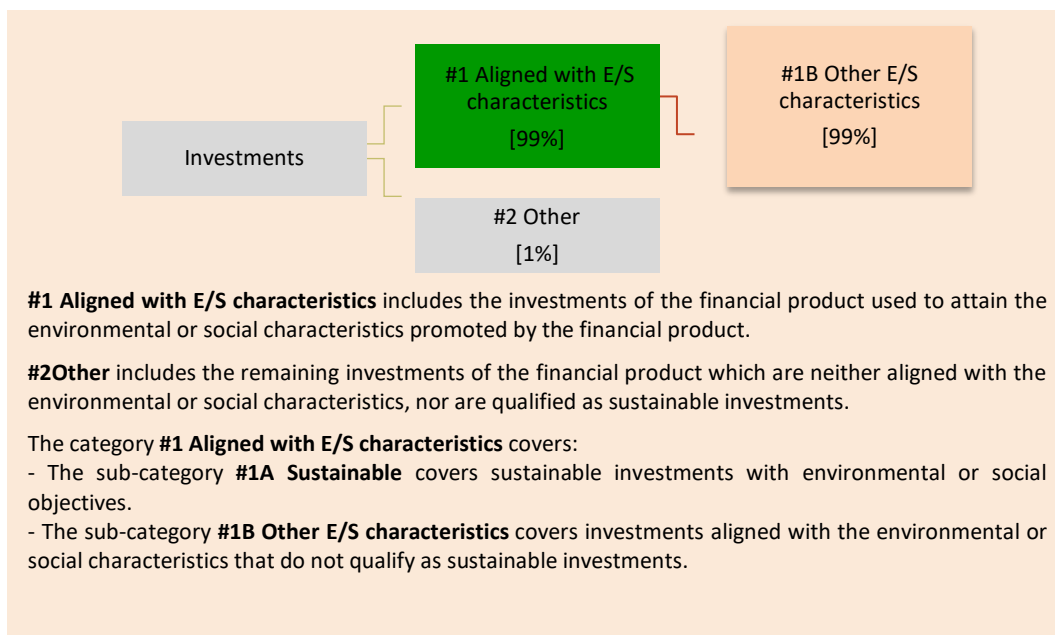 #1 Aligned with E/S
characteristics
[99%]
#1B Other E/S
characteristics
[99%]
Investments
#2 Other
[1%]
#1 Aligned with E/S characteristics includes the investments of the financial product used to attain the
environmental or social characteristics promoted by the financial product.
#2Other includes the remaining investments of the financial product which are neither aligned with the
environmental or social characteristics, nor are qualified as sustainable investments.
The category #1 Aligned with E/S characteristics covers:
- The sub-category #1A Sustainable covers sustainable investments with environmental or social
objectives.
- The sub-category #1B Other E/S characteristics covers investments aligned with the environmental or
social characteristics that do not qualify as sustainable investments.